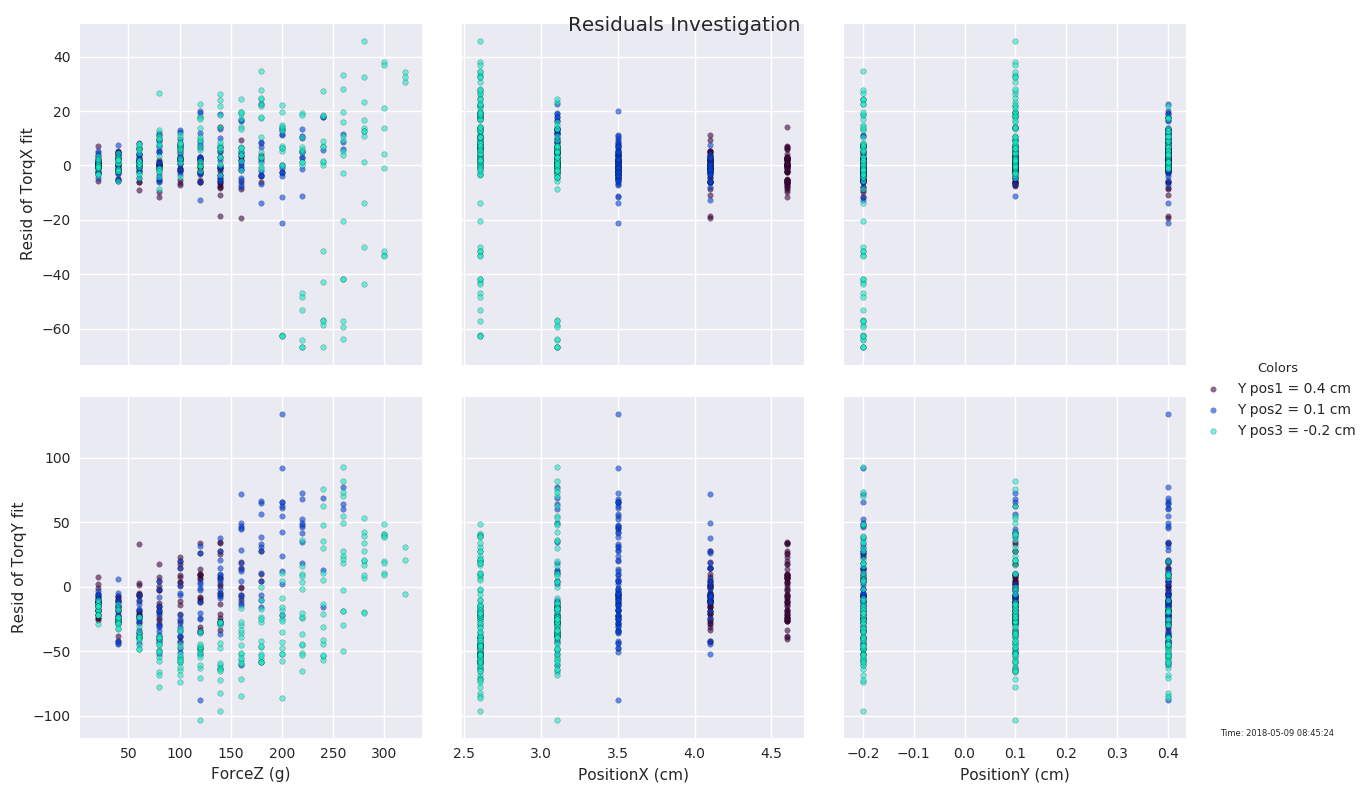 Residuals Investigation
Resid of TorqX fit
40
20
0
−20
−40
−60
Resid of TorqY fit
100
50
0
−50
−100
50 100 150 200 250 300
ForceZ (g)
2.5 3.0 3.5 4.0 4.5
PositionX (cm)
−0.2 −0.1 0.0 0.1 0.2 0.3 0.4
PositionY (cm)
Colors
Y pos1 = 0.4 cm
Y pos2 = 0.1 cm
Y pos3 = -0.2 cm
Time: 2018-05-09 08:45:24